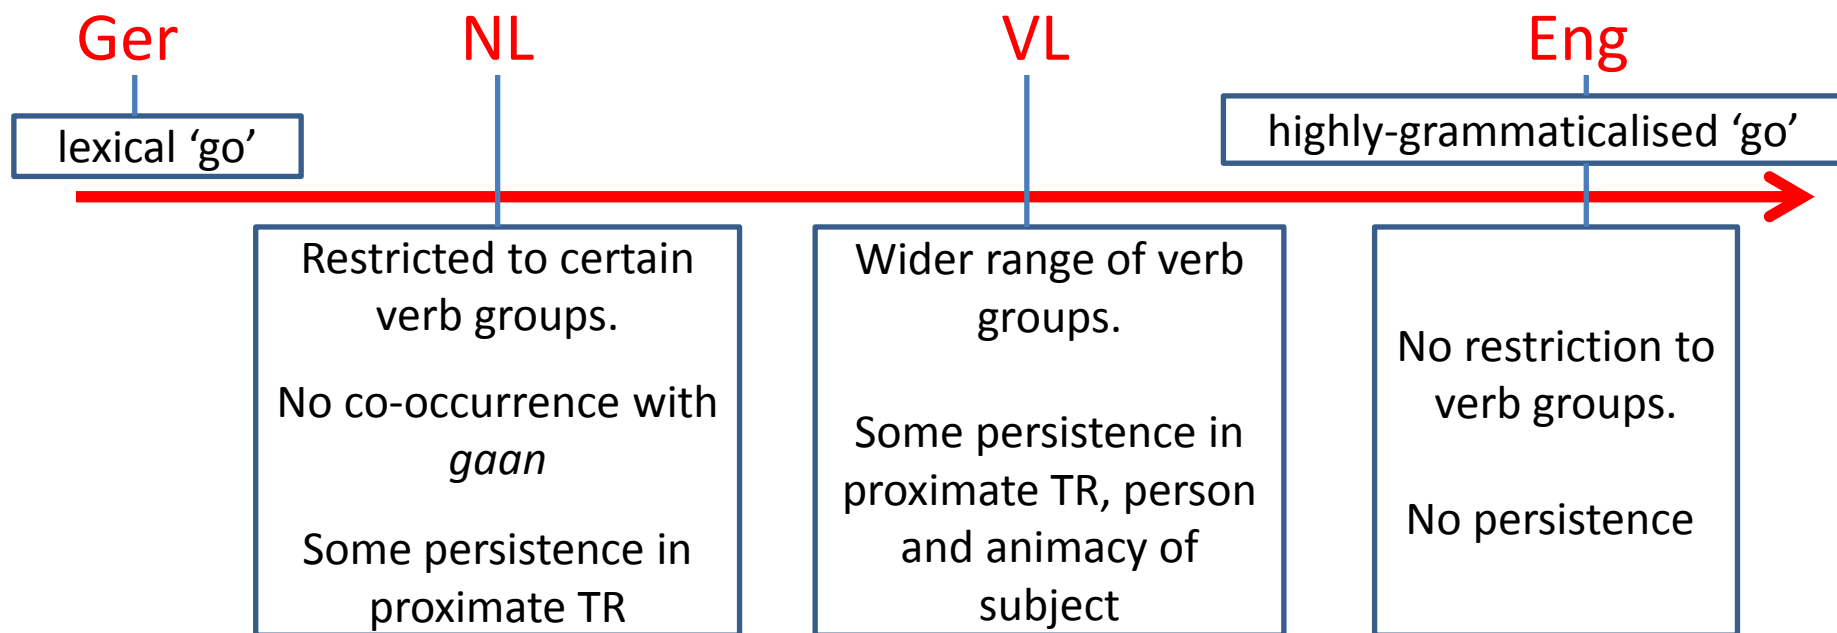 Ger
NL
VL
Eng
lexical ‘go’
highly-grammaticalised ‘go’
Restricted to certain
verb groups.
No co-occurrence with
gaan
Some persistence in
proximate TR
Wider range of verb
groups.
Some persistence in
proximate TR, person
and animacy of
subject
No restriction to
verb groups.
No persistence